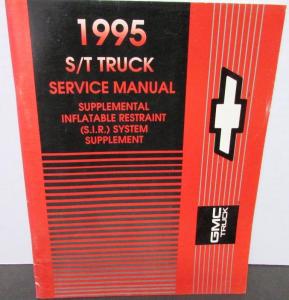 1995
S/T TRUCK
SERVICE MANUAL
SUPPLEMENTAL
INFLATABLE RESTRAINT
(S.I.R.) SYSTEM
SUPPLEMENT
GMC
TRUCK